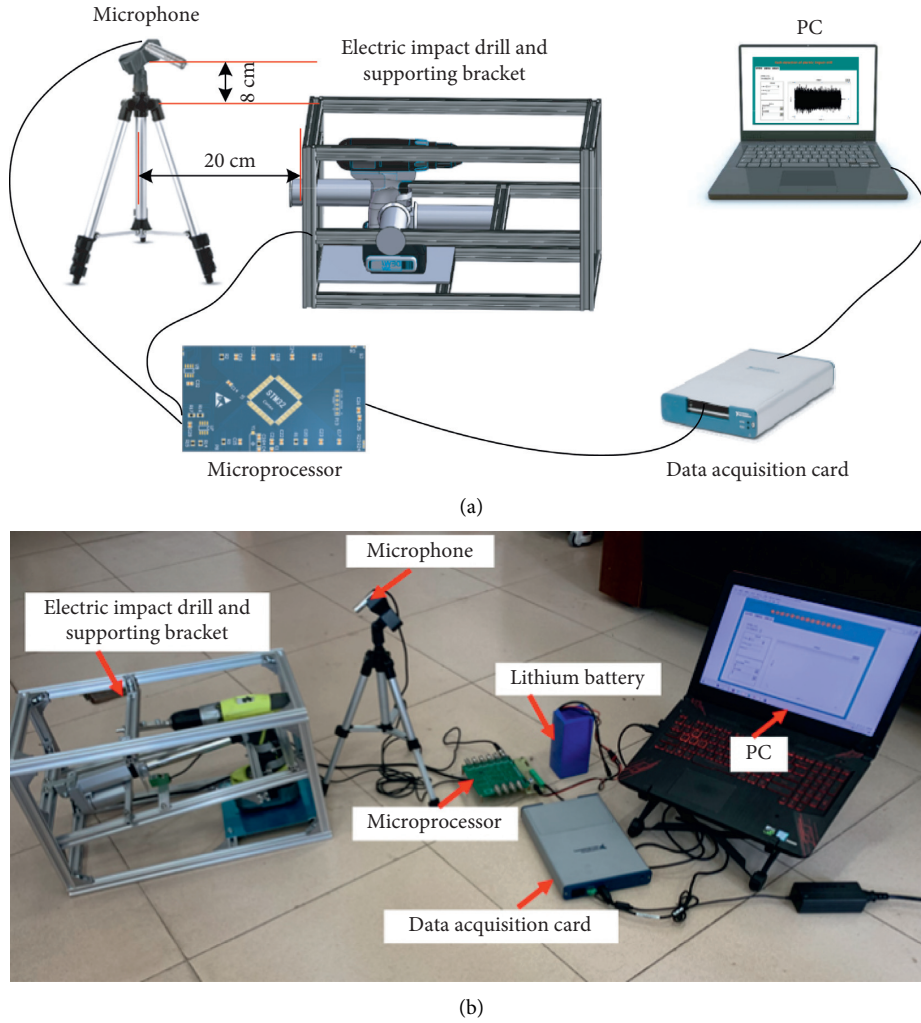 Microphone
PC
Electric impact drill and
supporting bracket
8 cm
20 cm
STM32
Microprocessor
Data acquisition card
(a)
Microphone
Electric impact drill and
supporting bracket
Lithium battery
PC
Microprocessor
Data acquisition card
(b)